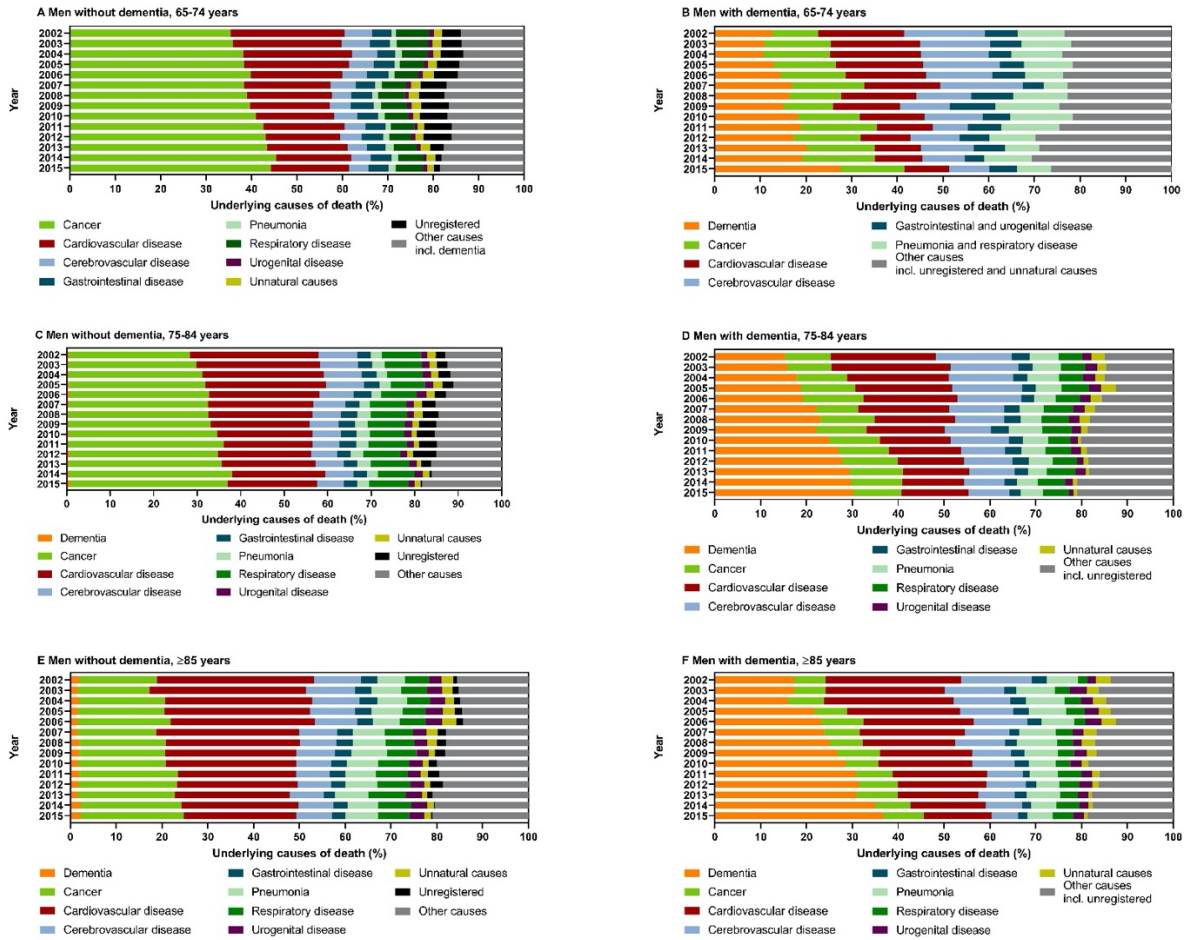 A Men without dementia, 65-74 years
Year
2002
2003
2004
2005
2006
2007
2008
2009
2010
2011
2012
2013
2014
2015
0 10 20 30 40 50 60 70 80 90 100
Underlying causes of death (%)
Cancer
Cardiovascular disease
Cerebrovascular disease
Gastrointestinal disease
Pneumonia
Respiratory disease
Urogenital disease
Unnatural causes
Unregistered
Other causes
incl. dementia
B Men with dementia, 65-74 years
Year
2002
2003
2004
2005
2006
2007
2008
2009
2010
2011
2012
2013
2014
2015
0 10 20 30 40 50 60 70 80 90 100
Underlying causes of death (%)
Dementia
Cancer
Cardiovascular disease
Cerebrovascular disease
Gastrointestinal and urogenital disease
Pneumonia and respiratory disease
Other causes
incl. unregistered and unnatural causes
C Men without dementia, 75-84 years
Year
2002
2003
2004
2005
2006
2007
2008
2009
2010
2011
2012
2013
2014
2015
0 10 20 30 40 50 60 70 80 90 100
Underlying causes of death (%)
Dementia
Cancer
Cardiovascular disease
Cerebrovascular disease
Gastrointestinal disease
Pneumonia
Respiratory disease
Urogenital disease
Unnatural causes
Unregistered
Other causes
D Men with dementia, 75-84 years
Year
2002
2003
2004
2005
2006
2007
2008
2009
2010
2011
2012
2013
2014
2015
0 10 20 30 40 50 60 70 80 90 100
Underlying causes of death (%)
Dementia
Cancer
Cardiovascular disease
Cerebrovascular disease
Gastrointestinal disease
Pneumonia
Respiratory disease
Urogenital disease
Unnatural causes
Other causes
incl. unregistered
E Men without dementia, ≥85 years
Year
2002
2003
2004
2005
2006
2007
2008
2009
2010
2011
2012
2013
2014
2015
0 10 20 30 40 50 60 70 80 90 100
Underlying causes of death (%)
Dementia
Cancer
Cardiovascular disease
Cerebrovascular disease
Gastrointestinal disease
Pneumonia
Respiratory disease
Urogenital disease
Unnatural causes
Unregistered
Other causes
F Men with dementia, ≥85 years
Year
2002
2003
2004
2005
2006
2007
2008
2009
2010
2011
2012
2013
2014
2015
0 10 20 30 40 50 60 70 80 90 100
Underlying causes of death (%)
Dementia
Cancer
Cardiovascular disease
Cerebrovascular disease
Gastrointestinal disease
Pneumonia
Respiratory disease
Urogenital disease
Unnatural causes
Other causes
incl. unregistered